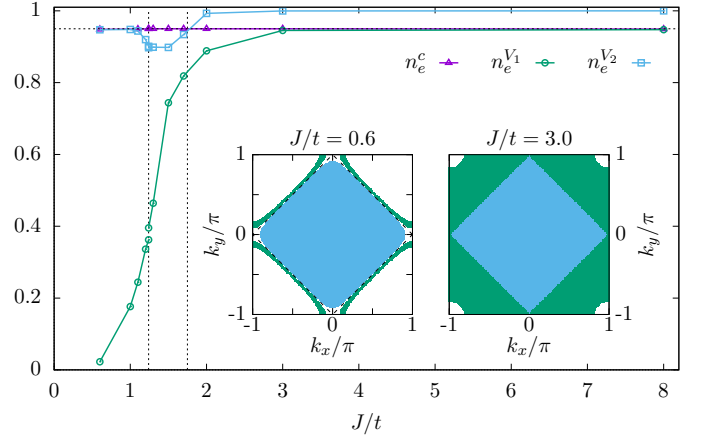 1
0.8
0.6
0.4
0.2
0
0 1 2 3 4 5 6 7 8
J/t
n_e^c n_e^{V_1} n_e^{V_2}
J/t = 0.6
1
0
-1
-1 0 1
k_y/π
k_x/π
J/t = 3.0
1
0
-1
-1 0 1
k_y/π
k_x/π